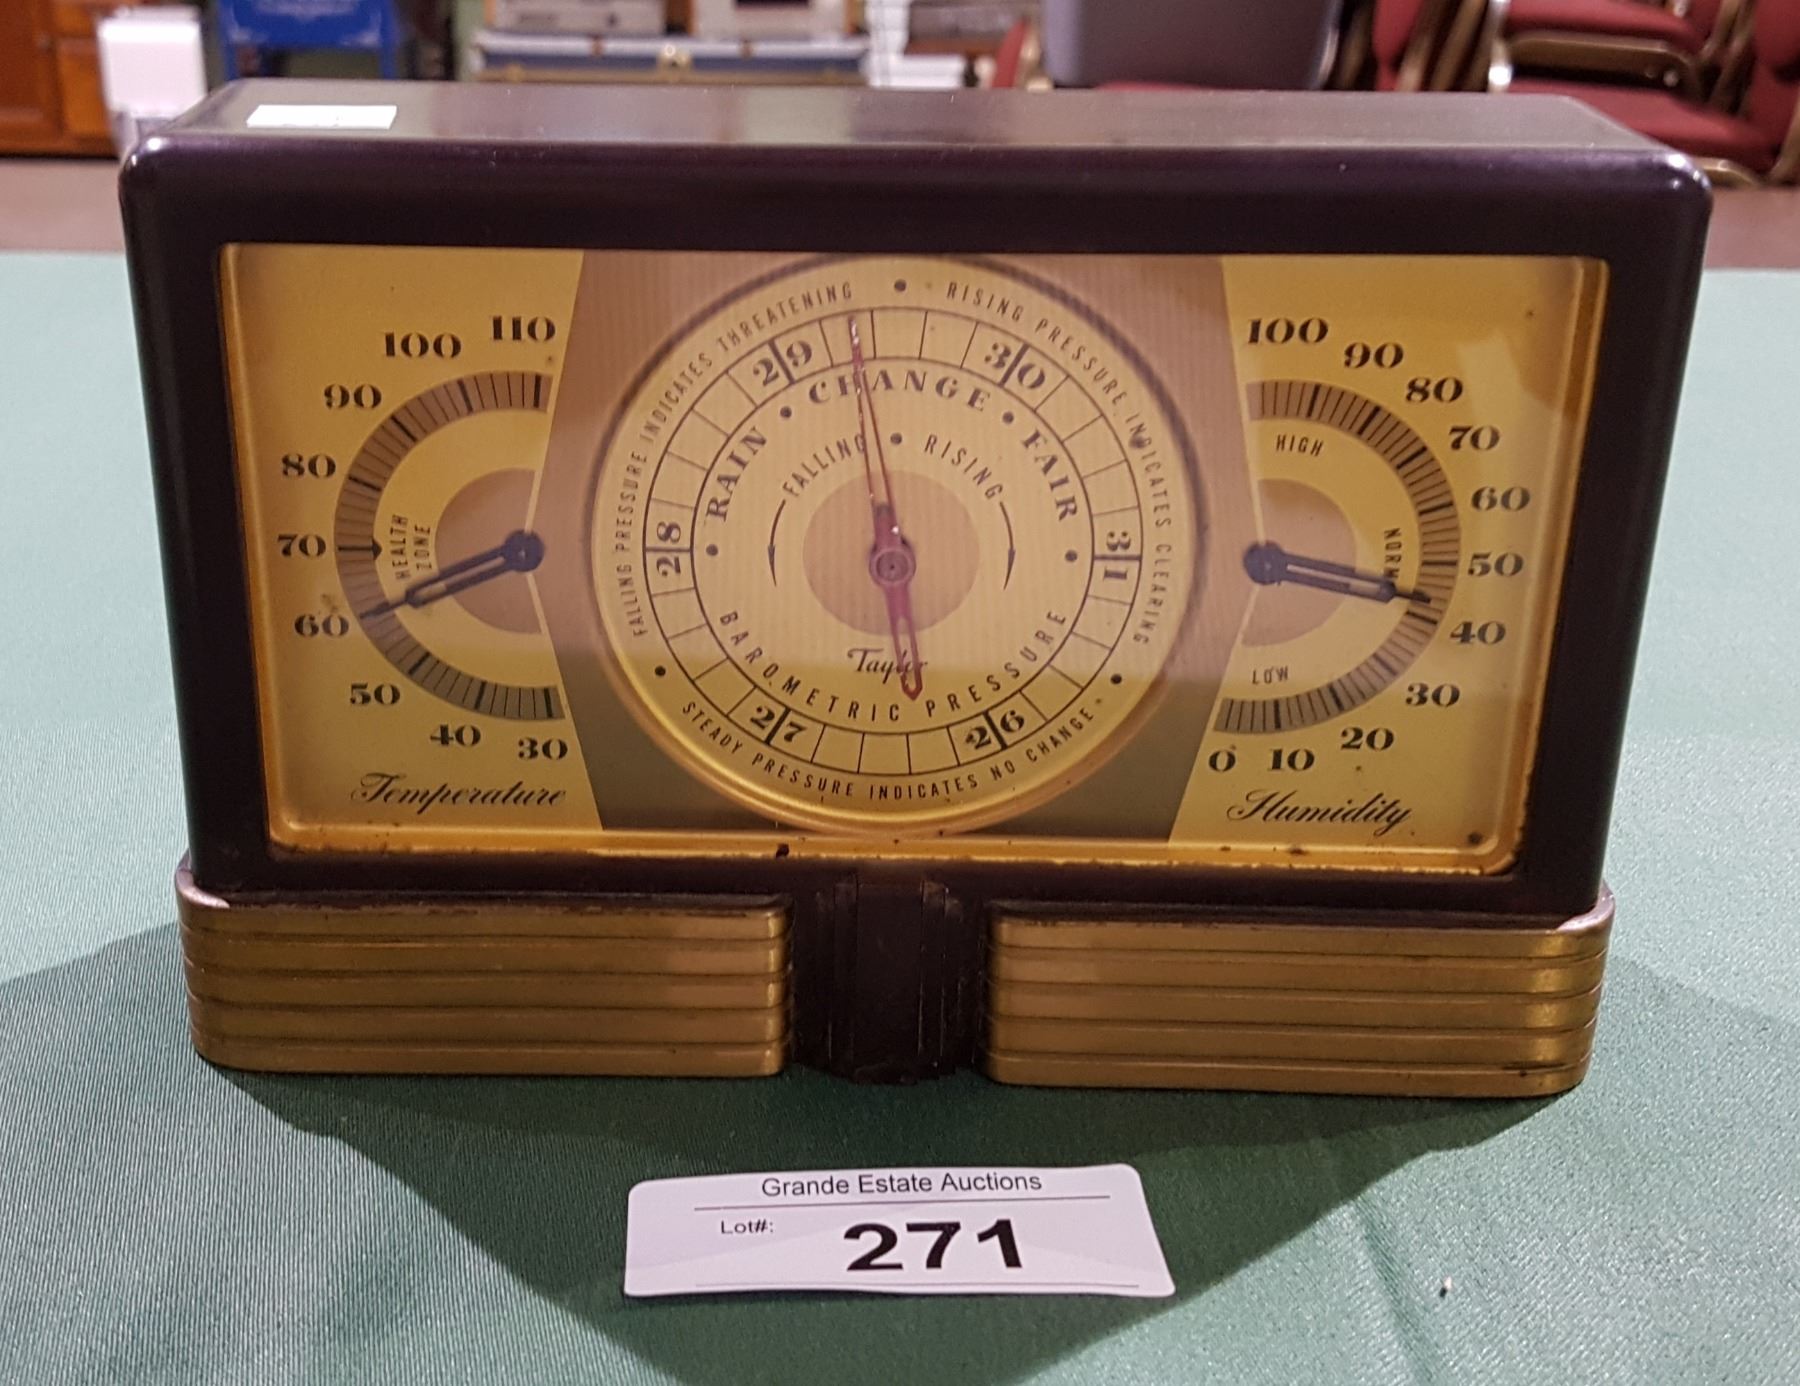 110
100
90
80
70
60
50
40
30
HEALTH
ZONE
Temperature
FALLING PRESSURE INDICATES THREATENING
•
RISING PRESSURE INDICATES CLEARING
•
STEADY PRESSURE INDICATES NO CHANGE
•
28
29
30
31
27
26
• RAIN • CHANGE • FAIR •
FALLING • RISING
Taylor
BAROMETRIC PRESSURE
100
90
80
70
60
50
40
30
20
10
0
HIGH
LOW
Humidity
Grande Estate Auctions
Lot#: 271